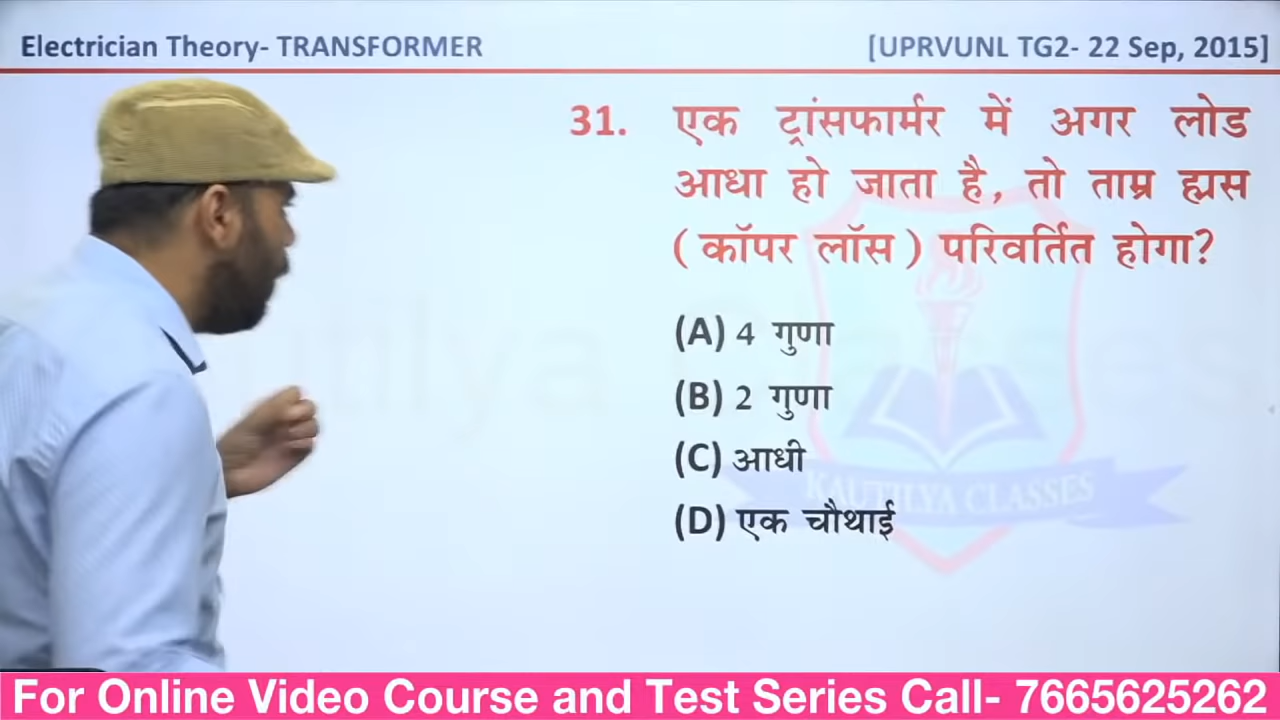 Electrician Theory- TRANSFORMER
[UPRVUNL TG2- 22 Sep, 2015]
31. एक ट्रांसफार्मर में अगर लोड
आधा हो जाता है, तो ताम्र ह्रास
(कॉपर लॉस) परिवर्तित होगा?
(A) 4 गुणा
(B) 2 गुणा
(C) आधी
(D) एक चौथाई
KAUTILYA CLASSES
For Online Video Course and Test Series Call- 7665625262